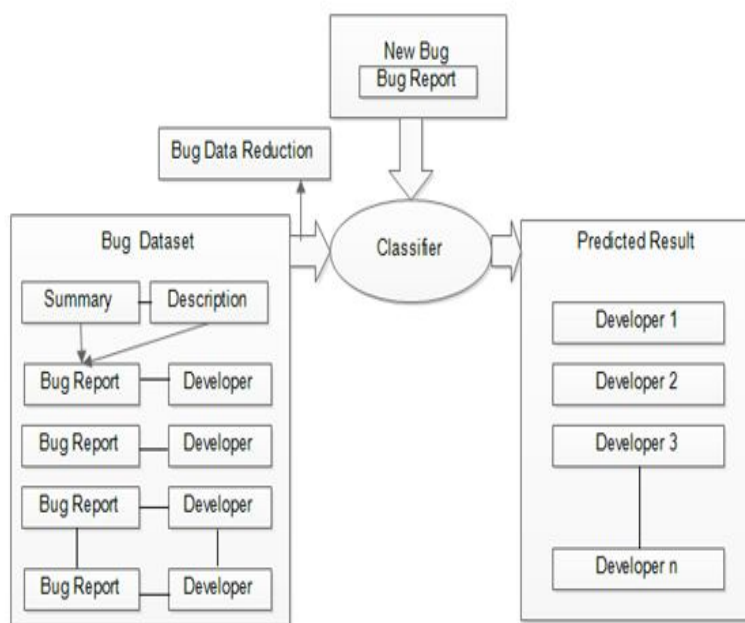 New Bug
Bug Report
Bug Data Reduction
Classifier
Bug Dataset
Summary
Description
Bug Report
Developer
Bug Report
Developer
Bug Report
Developer
Bug Report
Developer
Predicted Result
Developer 1
Developer 2
Developer 3
Developer n